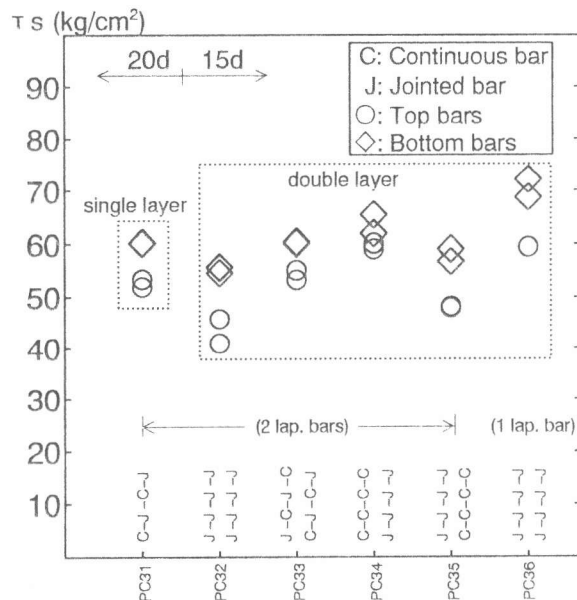 τ s (kg/cm²)
20d 15d
C: Continuous bar
J: Jointed bar
○: Top bars
◇: Bottom bars
90
80
70
60
50
40
30
20
10
double layer
single layer
(2 lap. bars) (1 lap. bar)
C-J-C-J
J-J-J-J
J-J-J-J
J-C-J-C
C-J-C-J
C-C-C-C
J-J-J-J
J-J-J-J
C-C-C-C
J-J-J-J
J-J-J-J
PC31
PC32
PC33
PC34
PC35
PC36